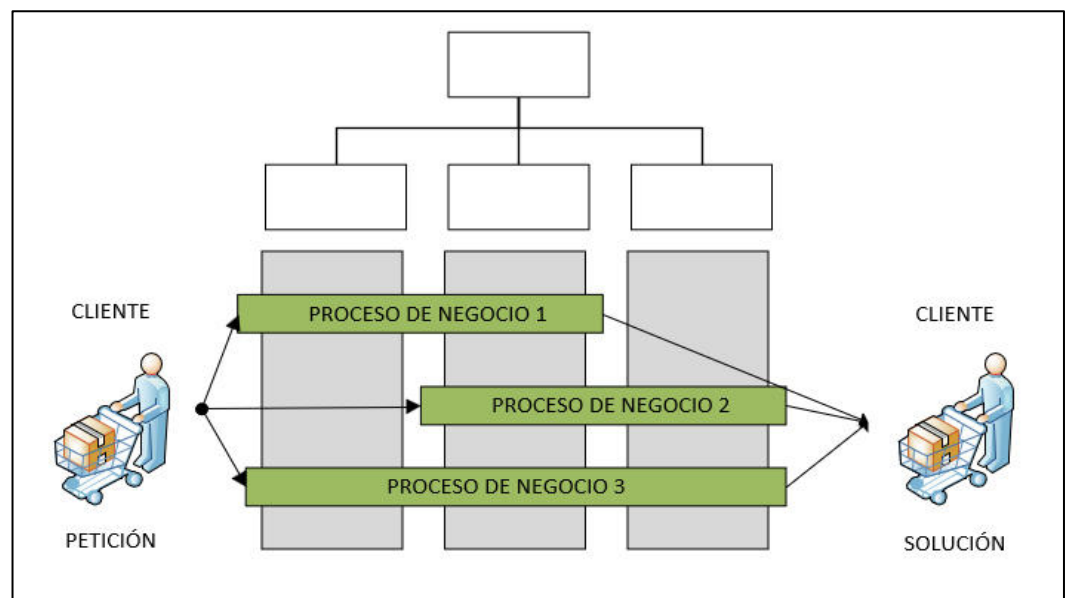 CLIENTE
PETICIÓN
PROCESO DE NEGOCIO 1
PROCESO DE NEGOCIO 2
PROCESO DE NEGOCIO 3
CLIENTE
SOLUCIÓN